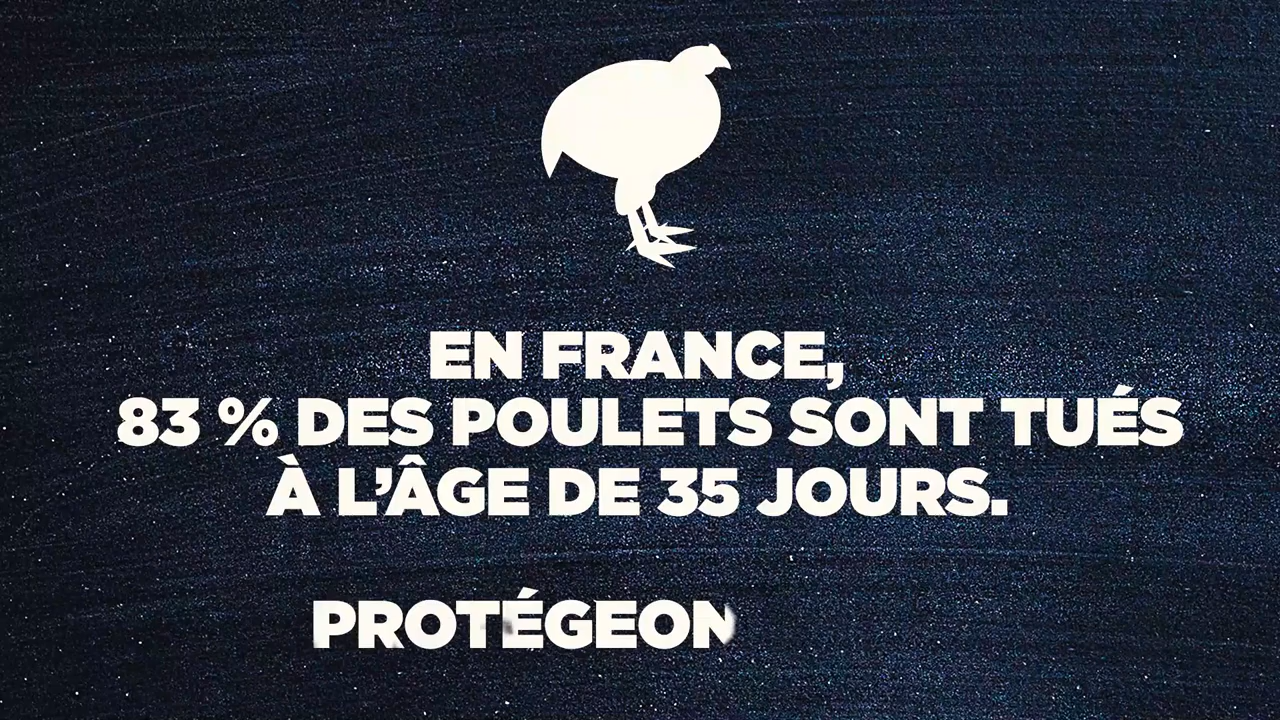 EN FRANCE,
83 % DES POULETS SONT TUÉS
À L'ÂGE DE 35 JOURS.
PROTÉGEON